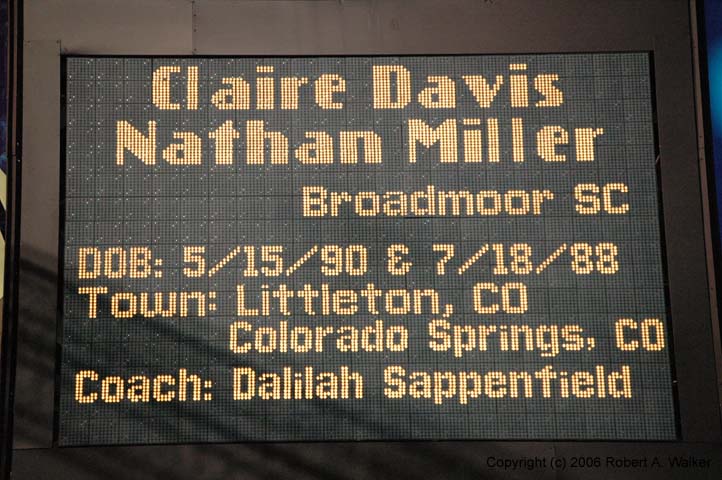 Claire Davis
Nathan Miller
Broadmoor SC
DOB: 5/15/90 & 7/18/88
Town: Littleton, CO
Colorado Springs, CO
Coach: Dalilah Sappenfield
Copyright (c) 2006 Robert A. Walker